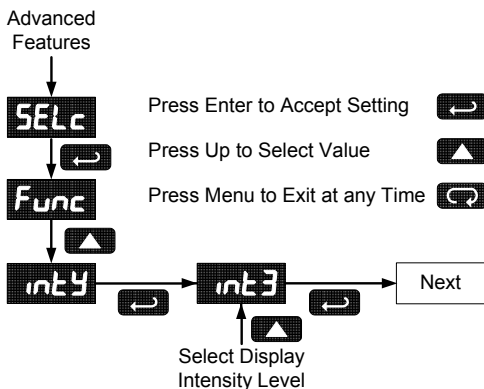 Advanced
Features
SELc
Press Enter to Accept Setting
Press Up to Select Value
Func
Press Menu to Exit at any Time
intY
int3
Next
Select Display
Intensity Level